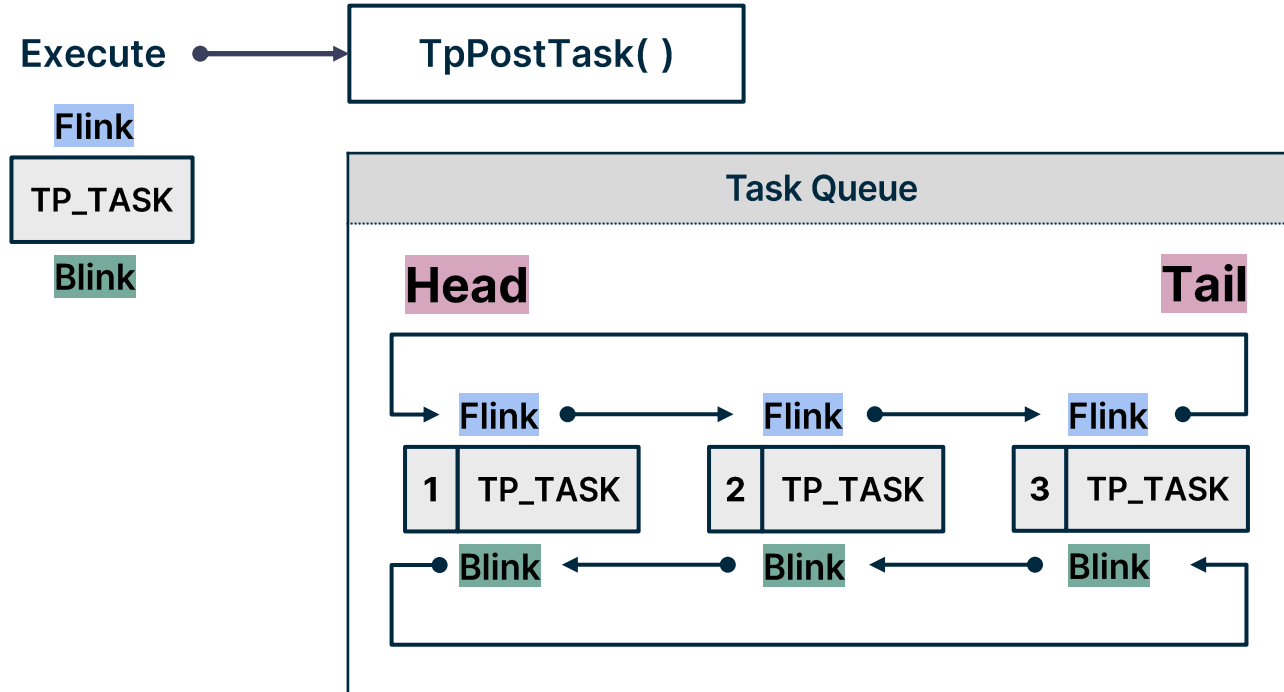 Execute
TpPostTask( )
Flink
TP_TASK
Blink
Task Queue
Head
Tail
Flink
Flink
Flink
1 TP_TASK
2 TP_TASK
3 TP_TASK
Blink
Blink
Blink